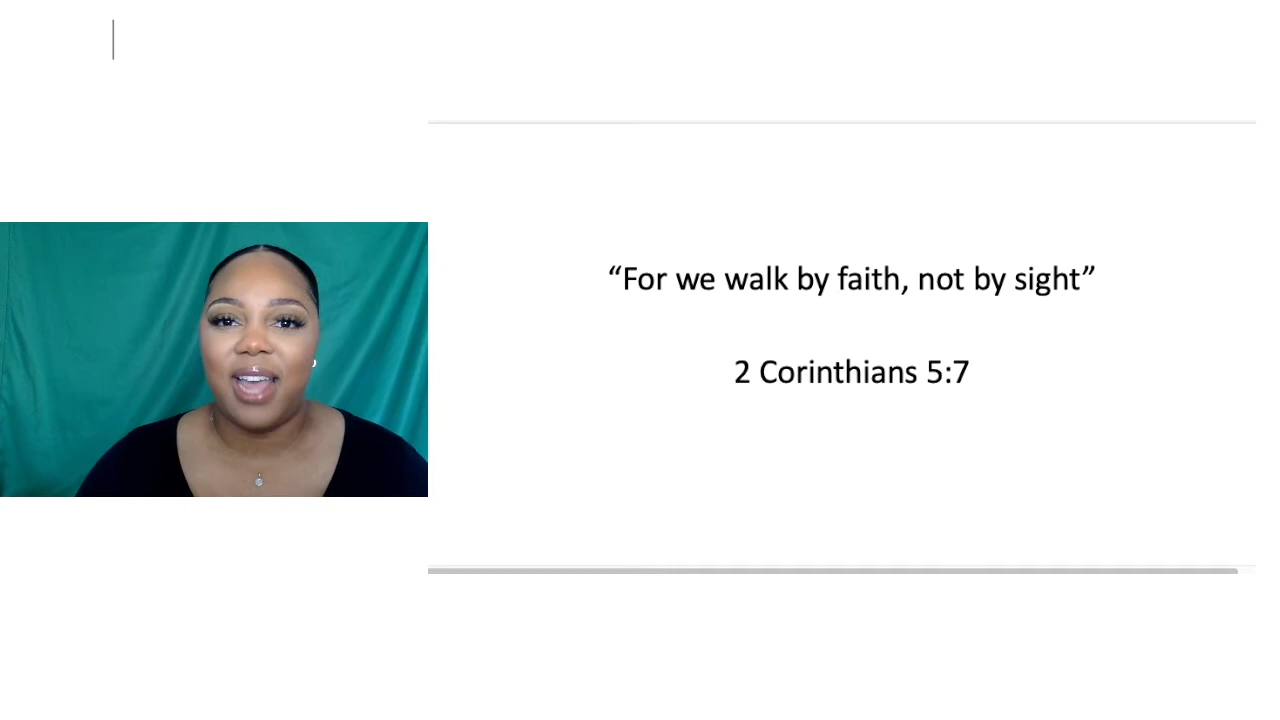 “For we walk by faith, not by sight”
2 Corinthians 5:7